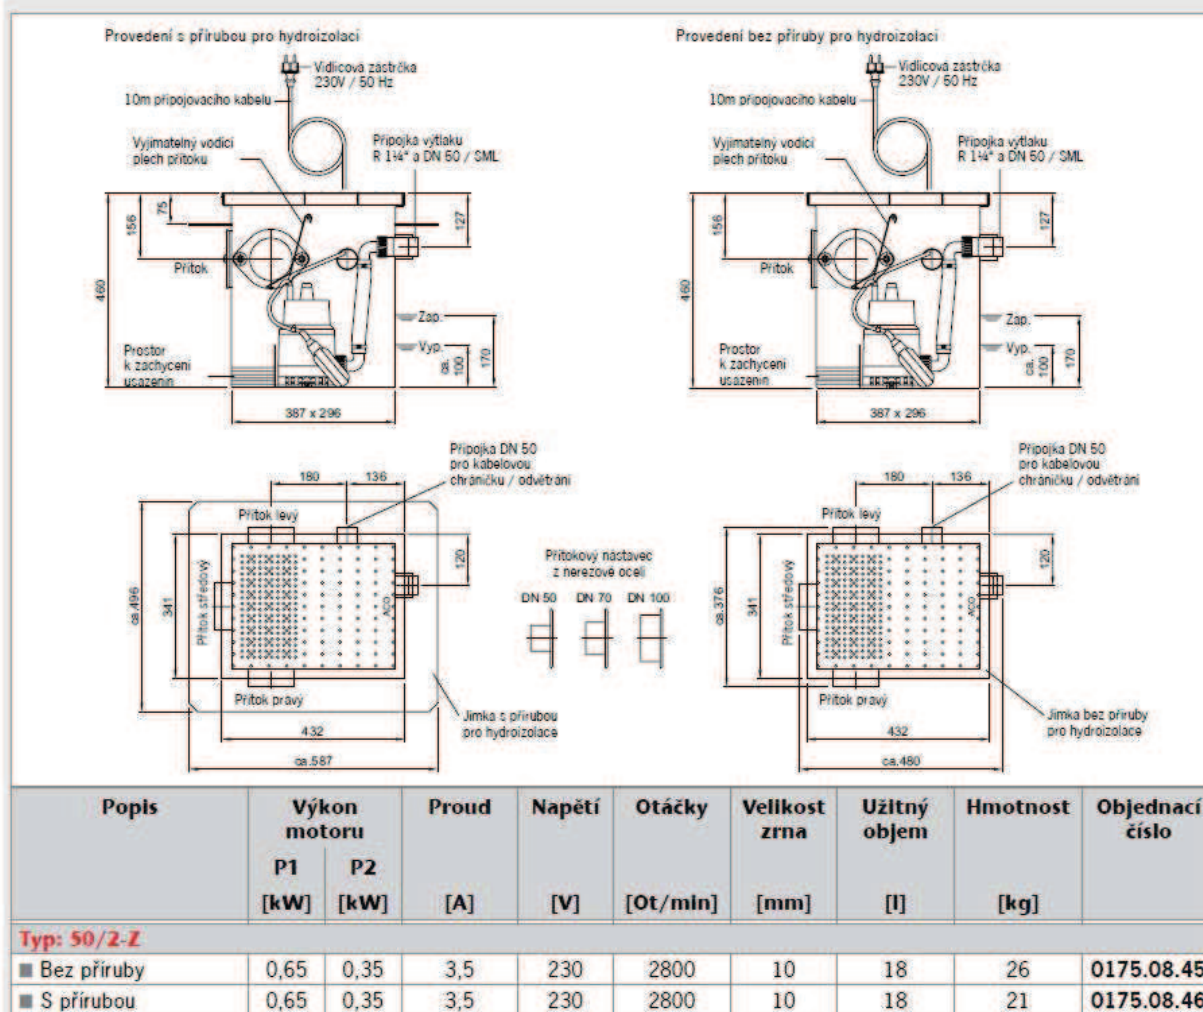 Provedení s přírubou pro hydroizolaci
Vidlicová zástrčka
230V / 50 Hz
10m připojovacího kabelu
Vyjímatelný vodicí
plech přítoku
Přípojka výtlaku
R 1¼" a DN 50 / SML
156
75
127
460
Přítok
Zap.
Vyp.
ca.
100
170
Prostor
k zachycení
usazenin
387 x 296
Provedení bez příruby pro hydroizolaci
Vidlicová zástrčka
230V / 50 Hz
10m připojovacího kabelu
Vyjímatelný vodicí
plech přítoku
Přípojka výtlaku
R 1¼" a DN 50 / SML
156
127
460
Přítok
Zap.
Vyp.
ca.
100
170
Prostor
k zachycení
usazenin
387 x 296
Přípojka DN 50
pro kabelovou
chráničku / odvětrání
180
136
Přítok levý
ca.496
341
Přítok středový
120
ACO
Přítok pravý
432
ca.587
Jímka s přírubou
pro hydroizolace
Přítokový nástavec
z nerezové oceli
DN 50 DN 70 DN 100
Přípojka DN 50
pro kabelovou
chráničku / odvětrání
180
136
Přítok levý
ca.376
341
Přítok středový
120
ACO
Přítok pravý
432
ca.480
Jímka bez příruby
pro hydroizolace
Popis Výkon motoru Proud Napětí Otáčky Velikost zrna Užitný objem Hmotnost Objednací číslo
P1 P2
[kW] [kW] [A] [V] [Ot/min] [mm] [l] [kg]
Typ: 50/2-Z
Bez příruby 0,65 0,35 3,5 230 2800 10 18 26 0175.08.45
S přírubou 0,65 0,35 3,5 230 2800 10 18 21 0175.08.46